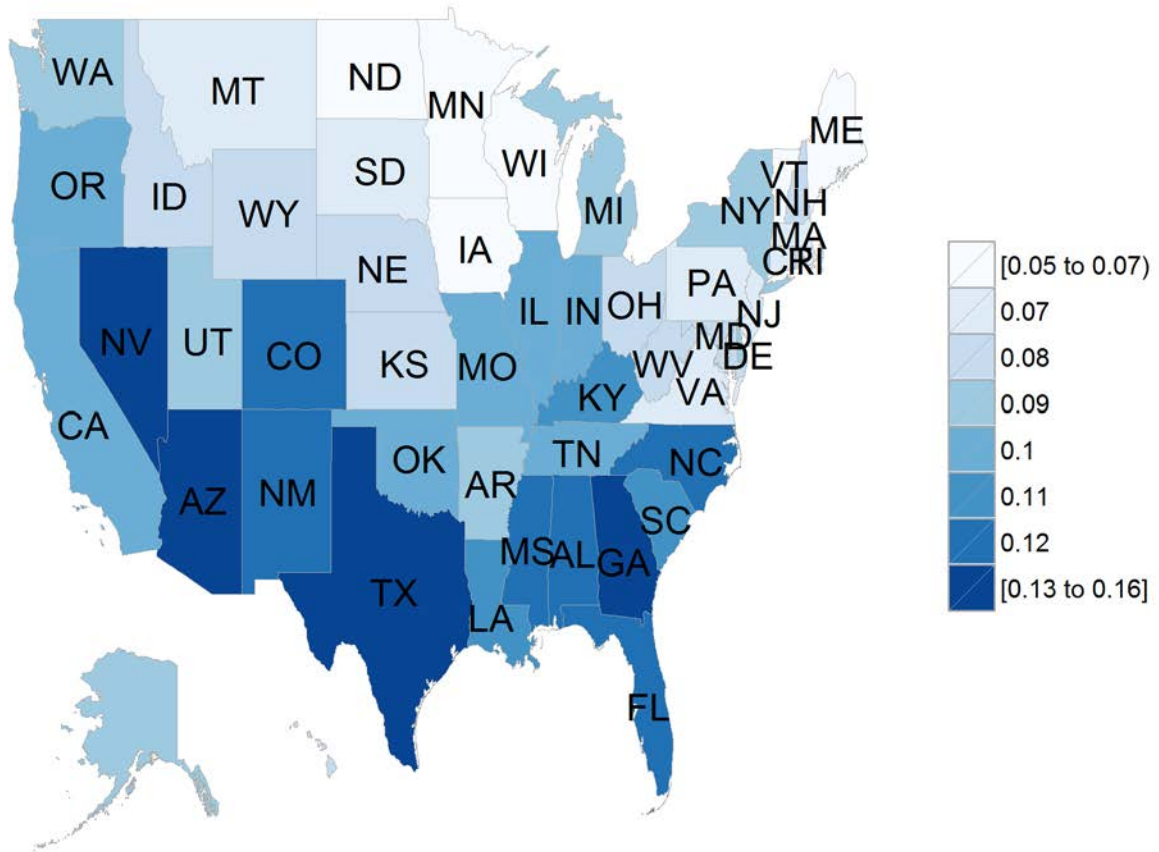 WA
MT
ND
MN
ME
OR
ID
WY
SD
WI
MI
NY
VT
NH
MA
CT
RI
NV
UT
CO
NE
IA
IL
IN
OH
PA
NJ
MD
DE
WV
VA
KS
MO
KY
CA
AZ
NM
OK
AR
TN
NC
SC
TX
LA
MS
AL
GA
FL
[0.05 to 0.07)
0.07
0.08
0.09
0.1
0.11
0.12
[0.13 to 0.16]